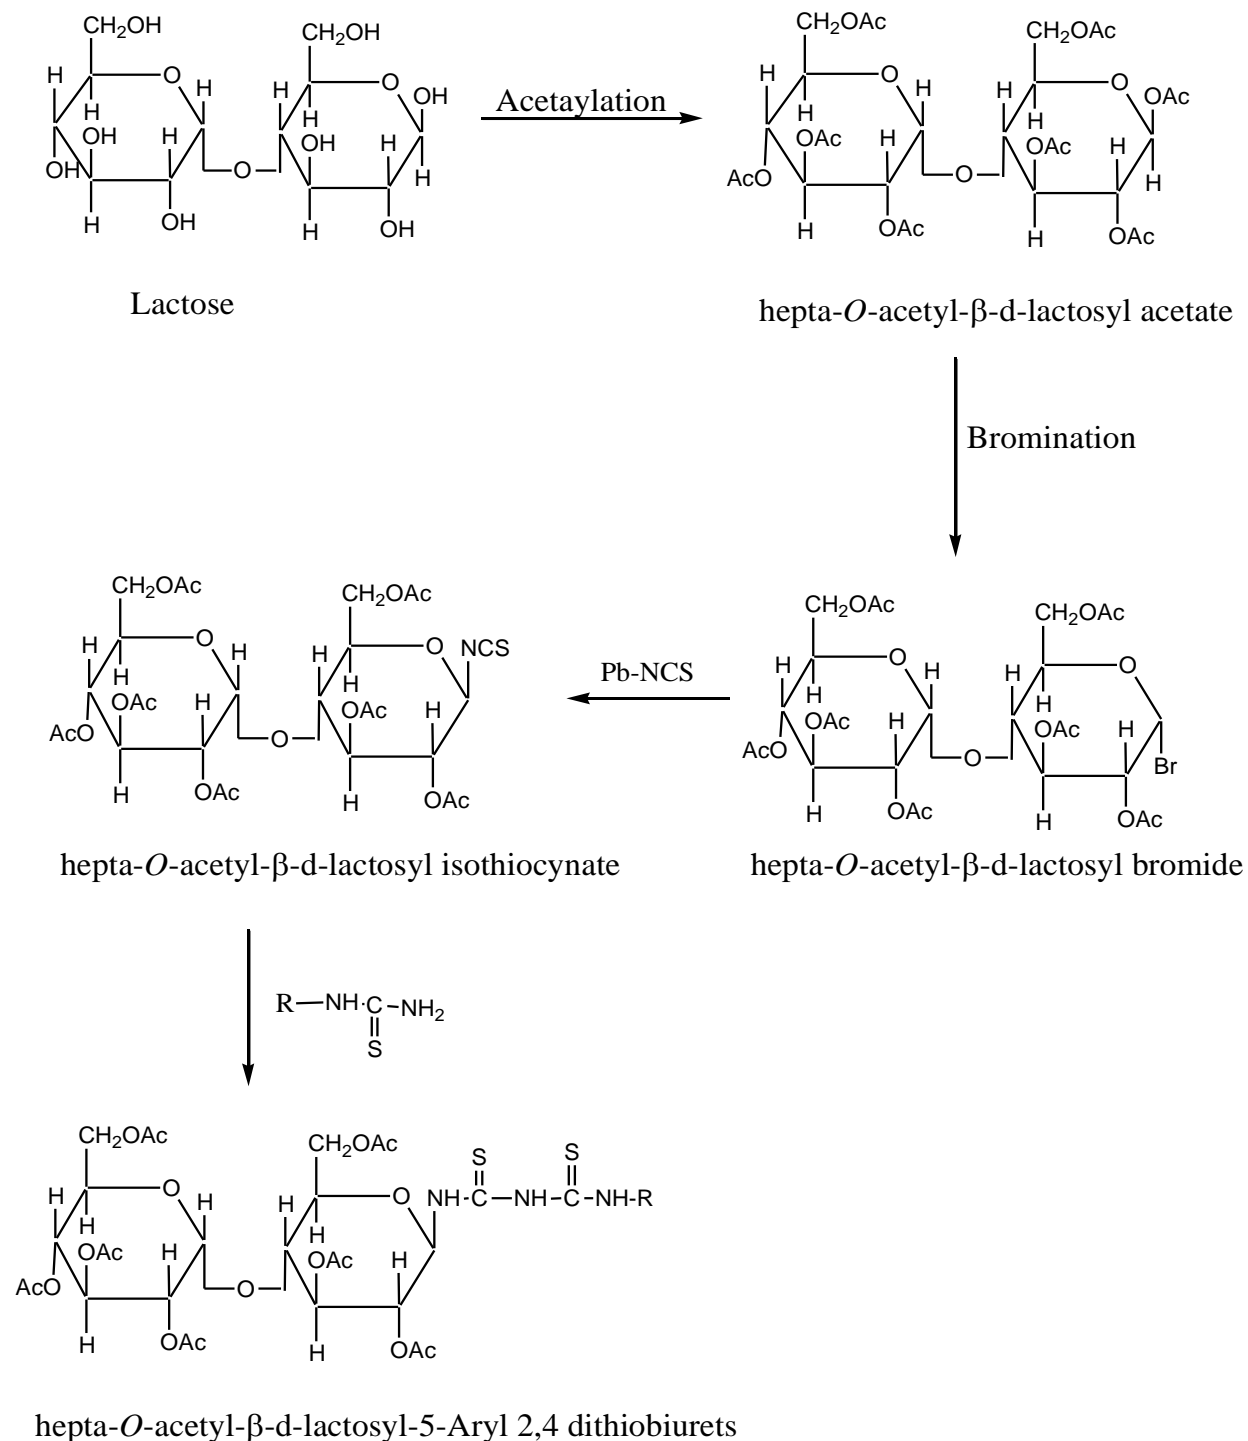 CH₂OH CH₂OH
H O H H O OH
H H
OH H OH H
OH O H
H OH H OH
Lactose
Acetaylation
CH₂OAc CH₂OAc
H O H H O OAc
H H
OAc H OAc H
AcO O H
H OAc H OAc
hepta-O-acetyl-β-d-lactosyl acetate
Bromination
CH₂OAc CH₂OAc
H O H H O
H H
OAc H OAc H
AcO O Br
H OAc H OAc
hepta-O-acetyl-β-d-lactosyl bromide
Pb-NCS
CH₂OAc CH₂OAc
H O H H O NCS
H H
OAc H OAc H
AcO O
H OAc H OAc
hepta-O-acetyl-β-d-lactosyl isothiocynate
R NH C NH₂
S
CH₂OAc CH₂OAc S S
H O H H O NH C NH C NH-R
H H
OAc H OAc H
AcO O
H OAc H OAc
hepta-O-acetyl-β-d-lactosyl-5-Aryl 2,4 dithiobiurets